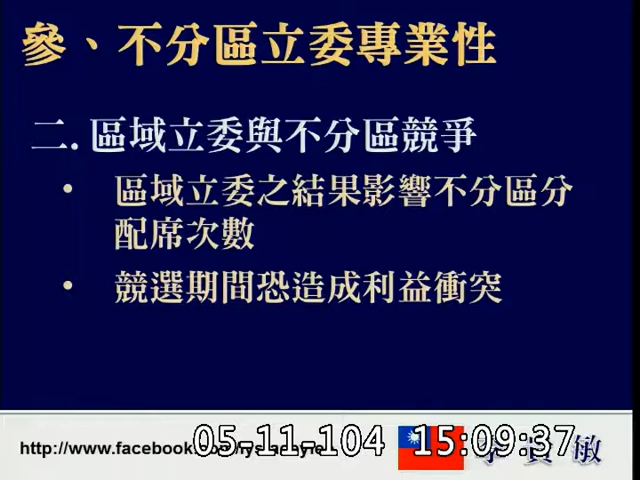 參、不分區立委專業性
二. 區域立委與不分區競爭
• 區域立委之結果影響不分區分
配席次數
• 競選期間恐造成利益衝突
05-11-104 15:09:37
http://www.facebook.
敏